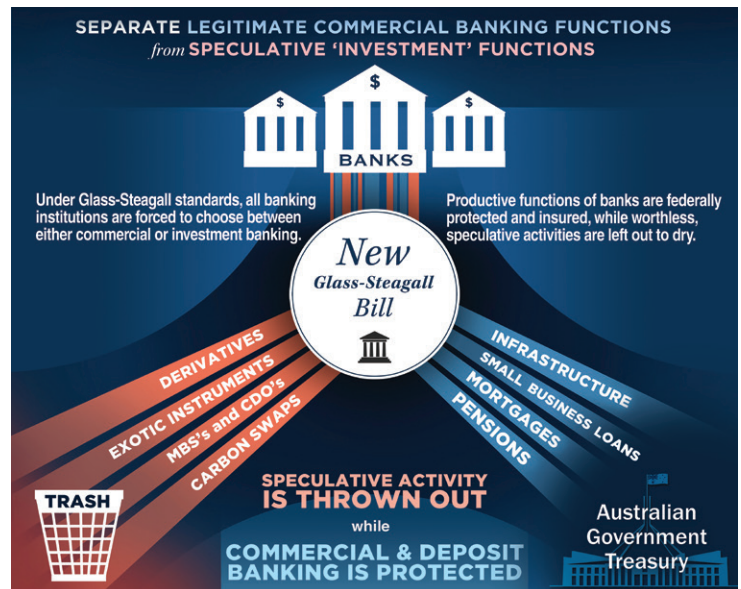 SEPARATE LEGITIMATE COMMERCIAL BANKING FUNCTIONS
from SPECULATIVE ‘INVESTMENT’ FUNCTIONS
$
$
$
BANKS
Under Glass-Steagall standards, all banking
institutions are forced to choose between
either commercial or investment banking.
Productive functions of banks are federally
protected and insured, while worthless,
speculative activities are left out to dry.
New
Glass-Steagall
Bill
DERIVATIVES
EXOTIC INSTRUMENTS
MBS's and CDO's
CARBON SWAPS
INFRASTRUCTURE
SMALL BUSINESS LOANS
MORTGAGES
PENSIONS
TRASH
SPECULATIVE ACTIVITY
IS THROWN OUT
while
COMMERCIAL & DEPOSIT
BANKING IS PROTECTED
Australian
Government
Treasury